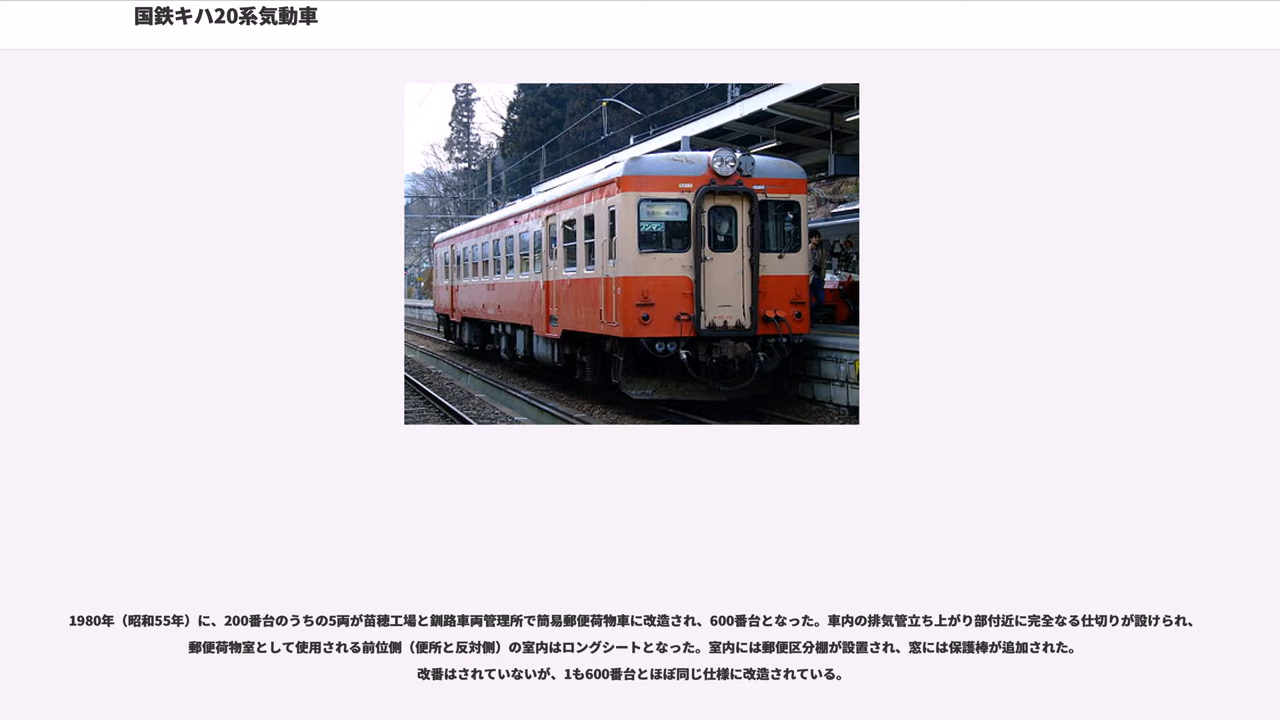 国鉄キハ20系気動車
ワンマン
1980年（昭和55年）に、200番台のうちの5両が苗穂工場と釧路車両管理所で簡易郵便荷物車に改造され、600番台となった。車内の排気管立ち上がり部付近に完全なる仕切りが設けられ、
郵便荷物室として使用される前位側（便所と反対側）の室内はロングシートとなった。室内には郵便区分棚が設置され、窓には保護棒が追加された。
改番はされていないが、1も600番台とほぼ同じ仕様に改造されている。